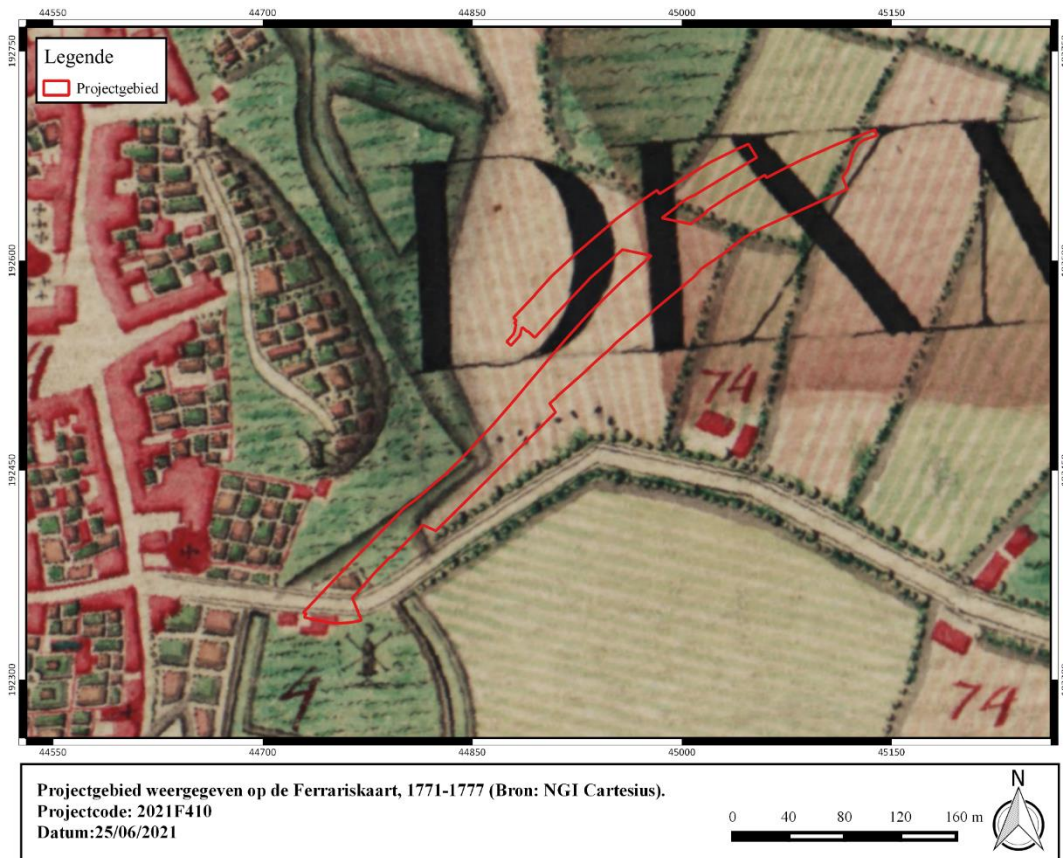 44550 44700 44850 45000 45150
Legende
Projectgebied
192750
192600
192450
192300
DIXA
74
74
4
44550 44700 44850 45000 45150
Projectgebied weergegeven op de Ferrariskaart, 1771-1777 (Bron: NGI Cartesius).
Projectcode: 2021F410
Datum:25/06/2021
0 40 80 120 160 m
N